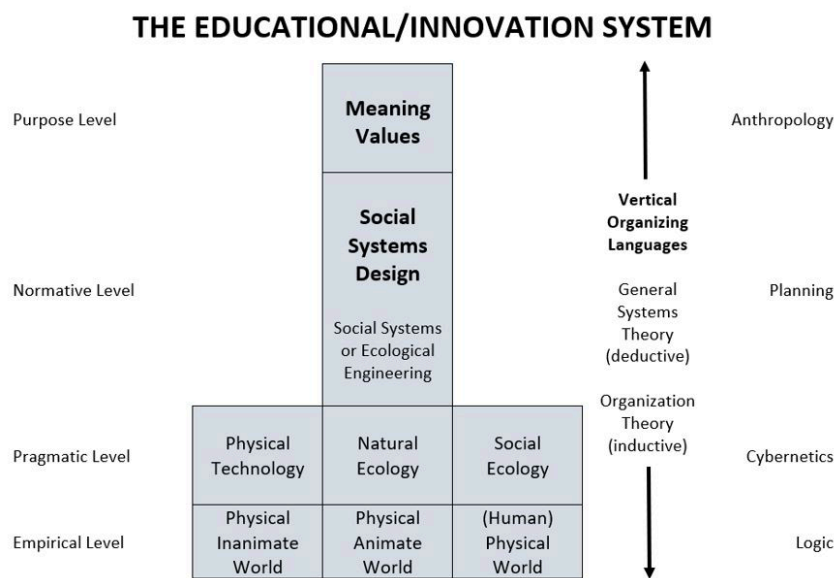 THE EDUCATIONAL/INNOVATION SYSTEM
Purpose Level
Meaning
Values
Anthropology
Normative Level
Social
Systems
Design
Social Systems
or Ecological
Engineering
Vertical
Organizing
Languages
General
Systems
Theory
(deductive)
Organization
Theory
(inductive)
Planning
Pragmatic Level
Physical
Technology
Natural
Ecology
Social
Ecology
Cybernetics
Empirical Level
Physical
Inanimate
World
Physical
Animate
World
(Human)
Physical
World
Logic